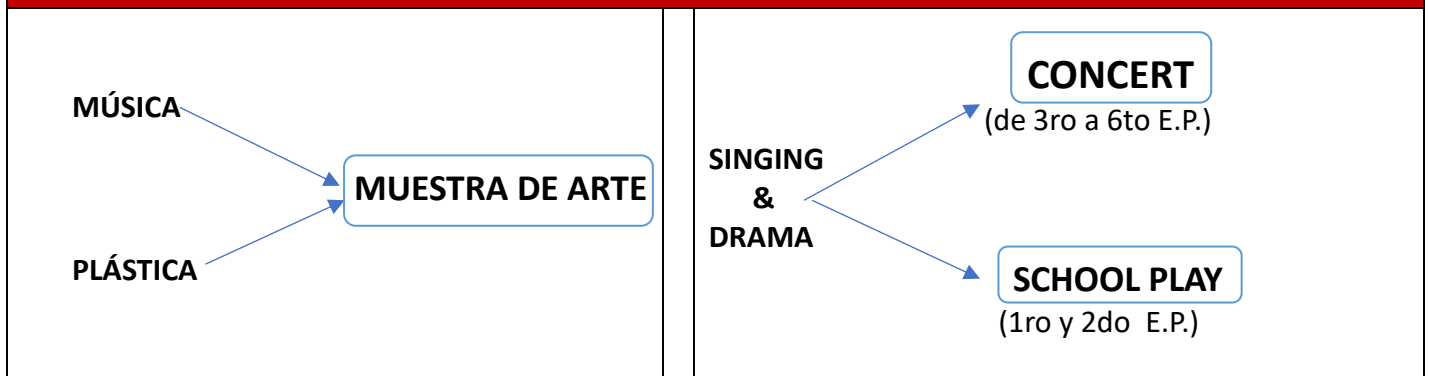 MÚSICA
MUESTRA DE ARTE
PLÁSTICA
CONCERT
(de 3ro a 6to E.P.)
SINGING
&
DRAMA
SCHOOL PLAY
(1ro y 2do  E.P.)